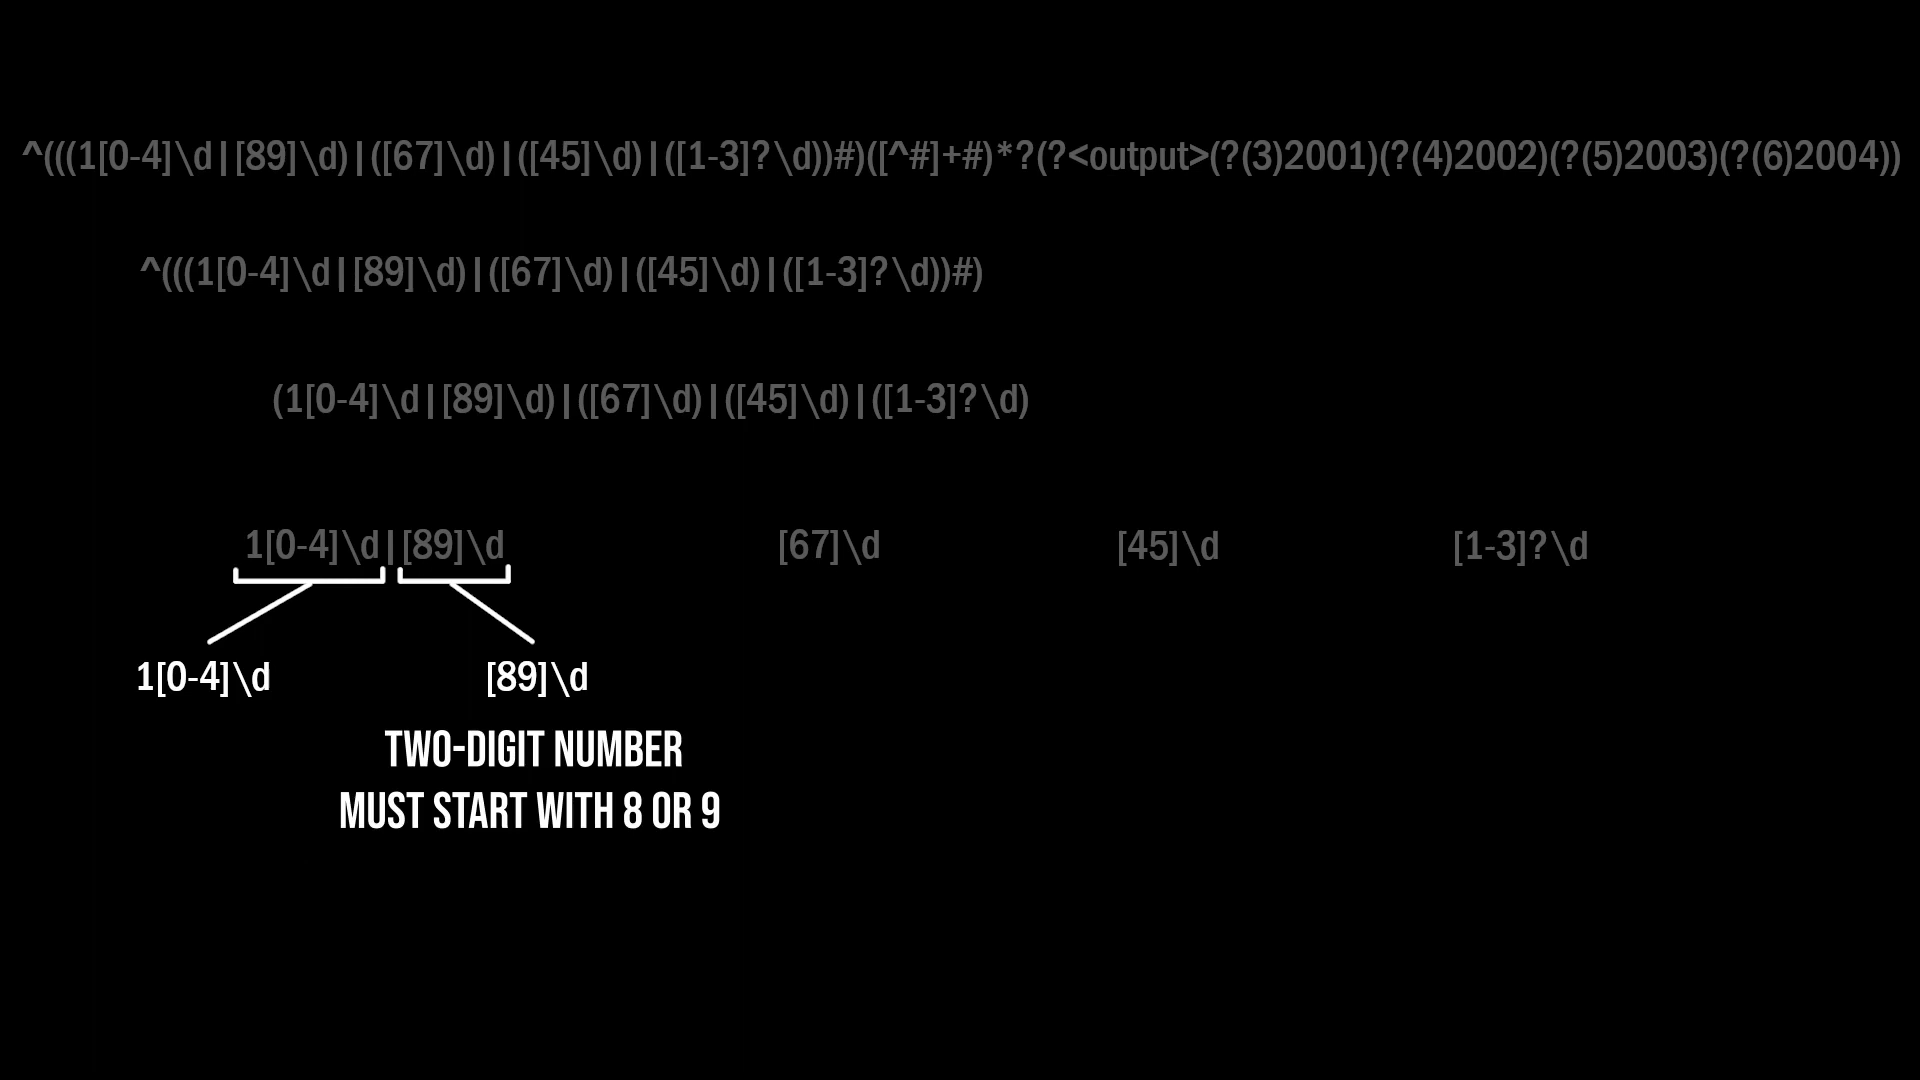 ^(((1[0-4]\d|[89]\d)|([67]\d)|([45]\d)|([1-3]?\d))#)([^#]+#)*?(?<output>(?(3)2001)(?(4)2002)(?(5)2003)(?(6)2004))
^(((1[0-4]\d|[89]\d)|([67]\d)|([45]\d)|([1-3]?\d))#)
(1[0-4]\d|[89]\d)|([67]\d)|([45]\d)|([1-3]?\d)
1[0-4]\d|[89]\d [67]\d [45]\d [1-3]?\d
1[0-4]\d [89]\d
TWO-DIGIT NUMBER
MUST START WITH 8 OR 9